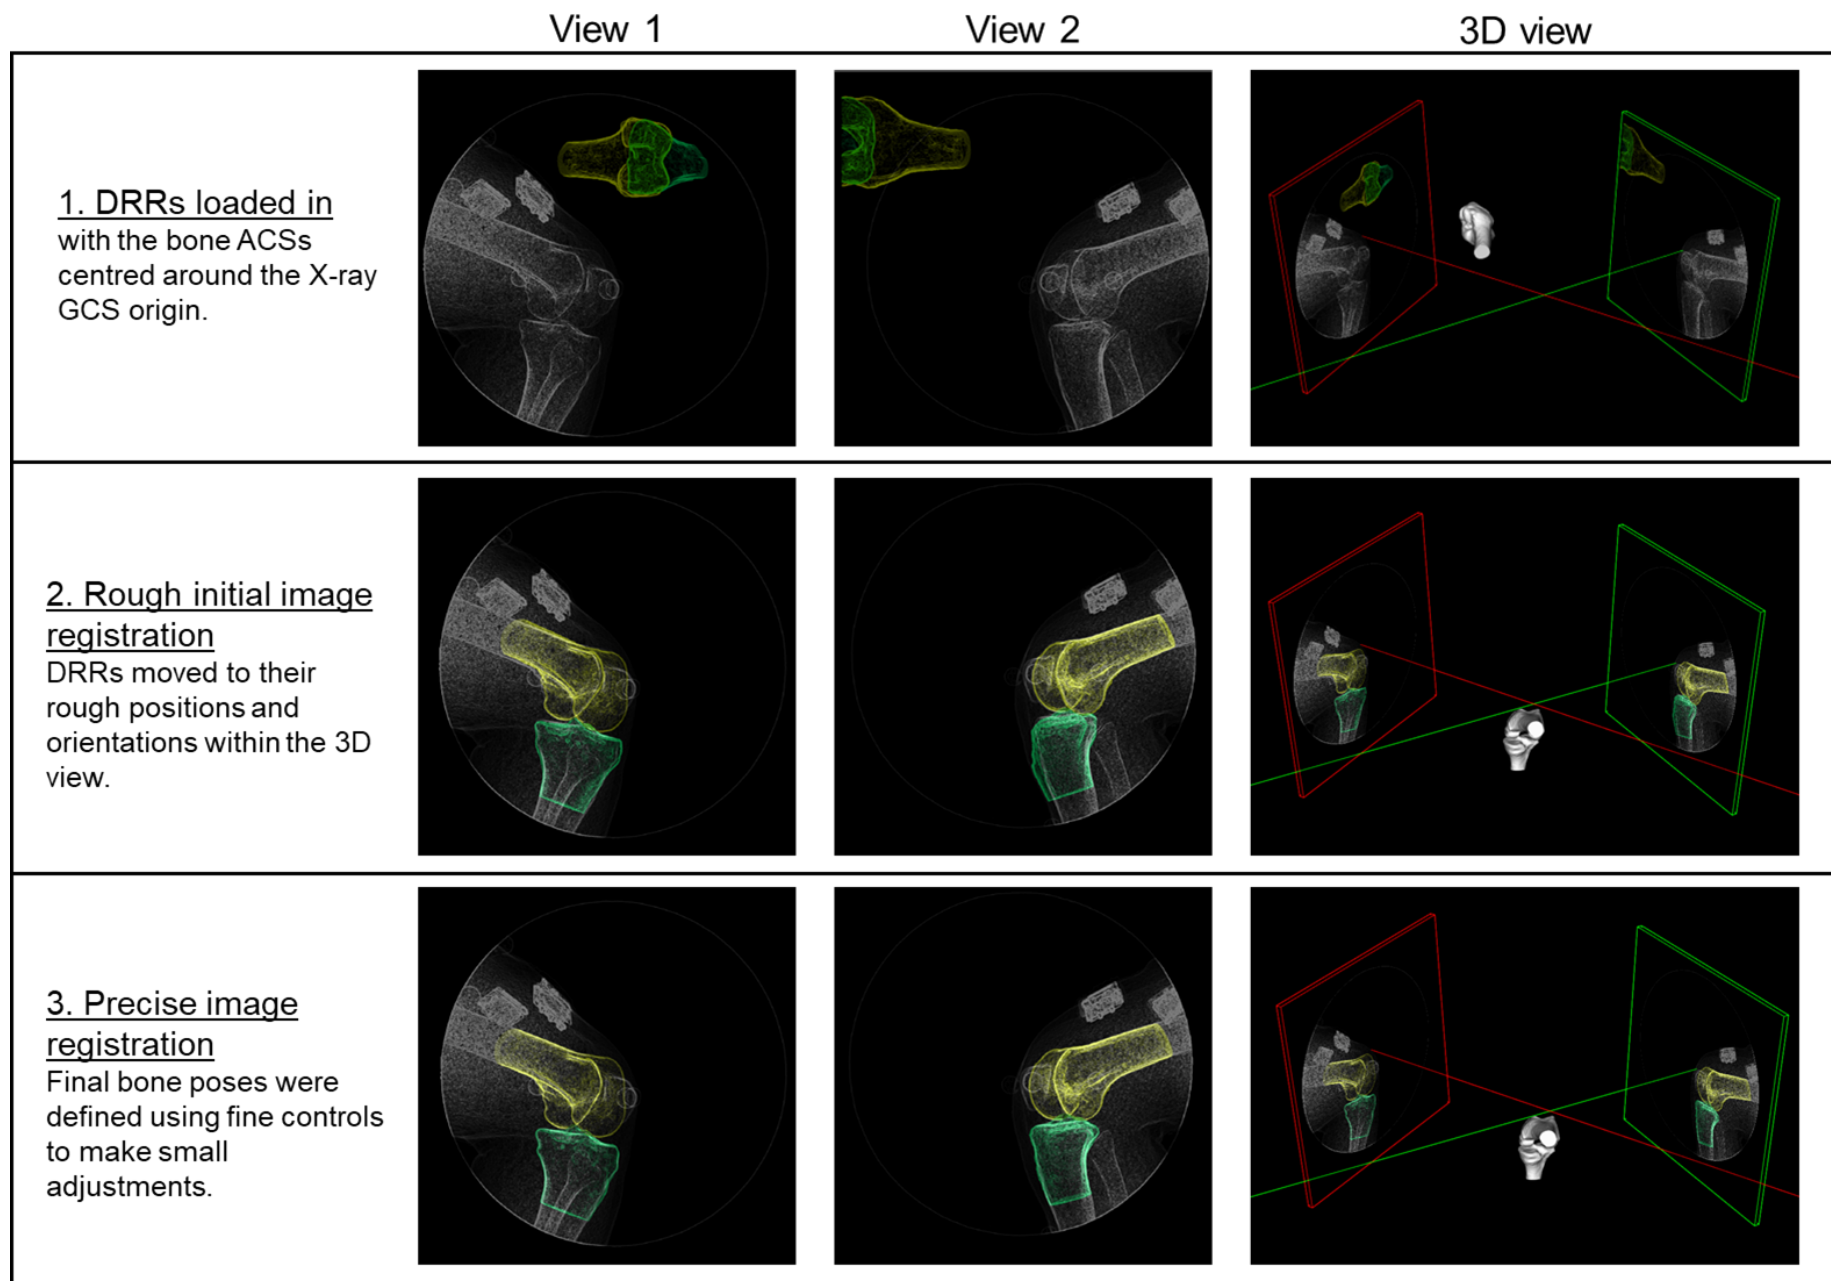 View 1
View 2
3D view
1. DRRs loaded in
with the bone ACSs
centred around the X-ray
GCS origin.
2. Rough initial image
registration
DRRs moved to their
rough positions and
orientations within the 3D
view.
3. Precise image
registration
Final bone poses were
defined using fine controls
to make small
adjustments.